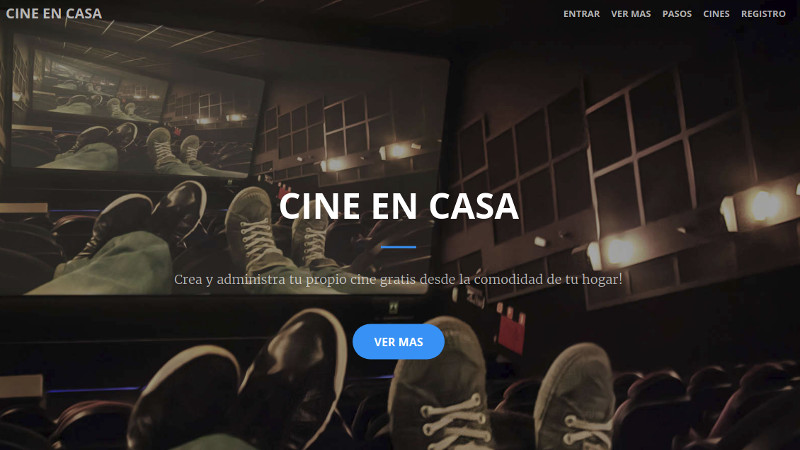 CINE EN CASA
ENTRAR VER MAS PASOS CINES REGISTRO
CINE EN CASA
Crea y administra tu propio cine gratis desde la comodidad de tu hogar!
VER MAS